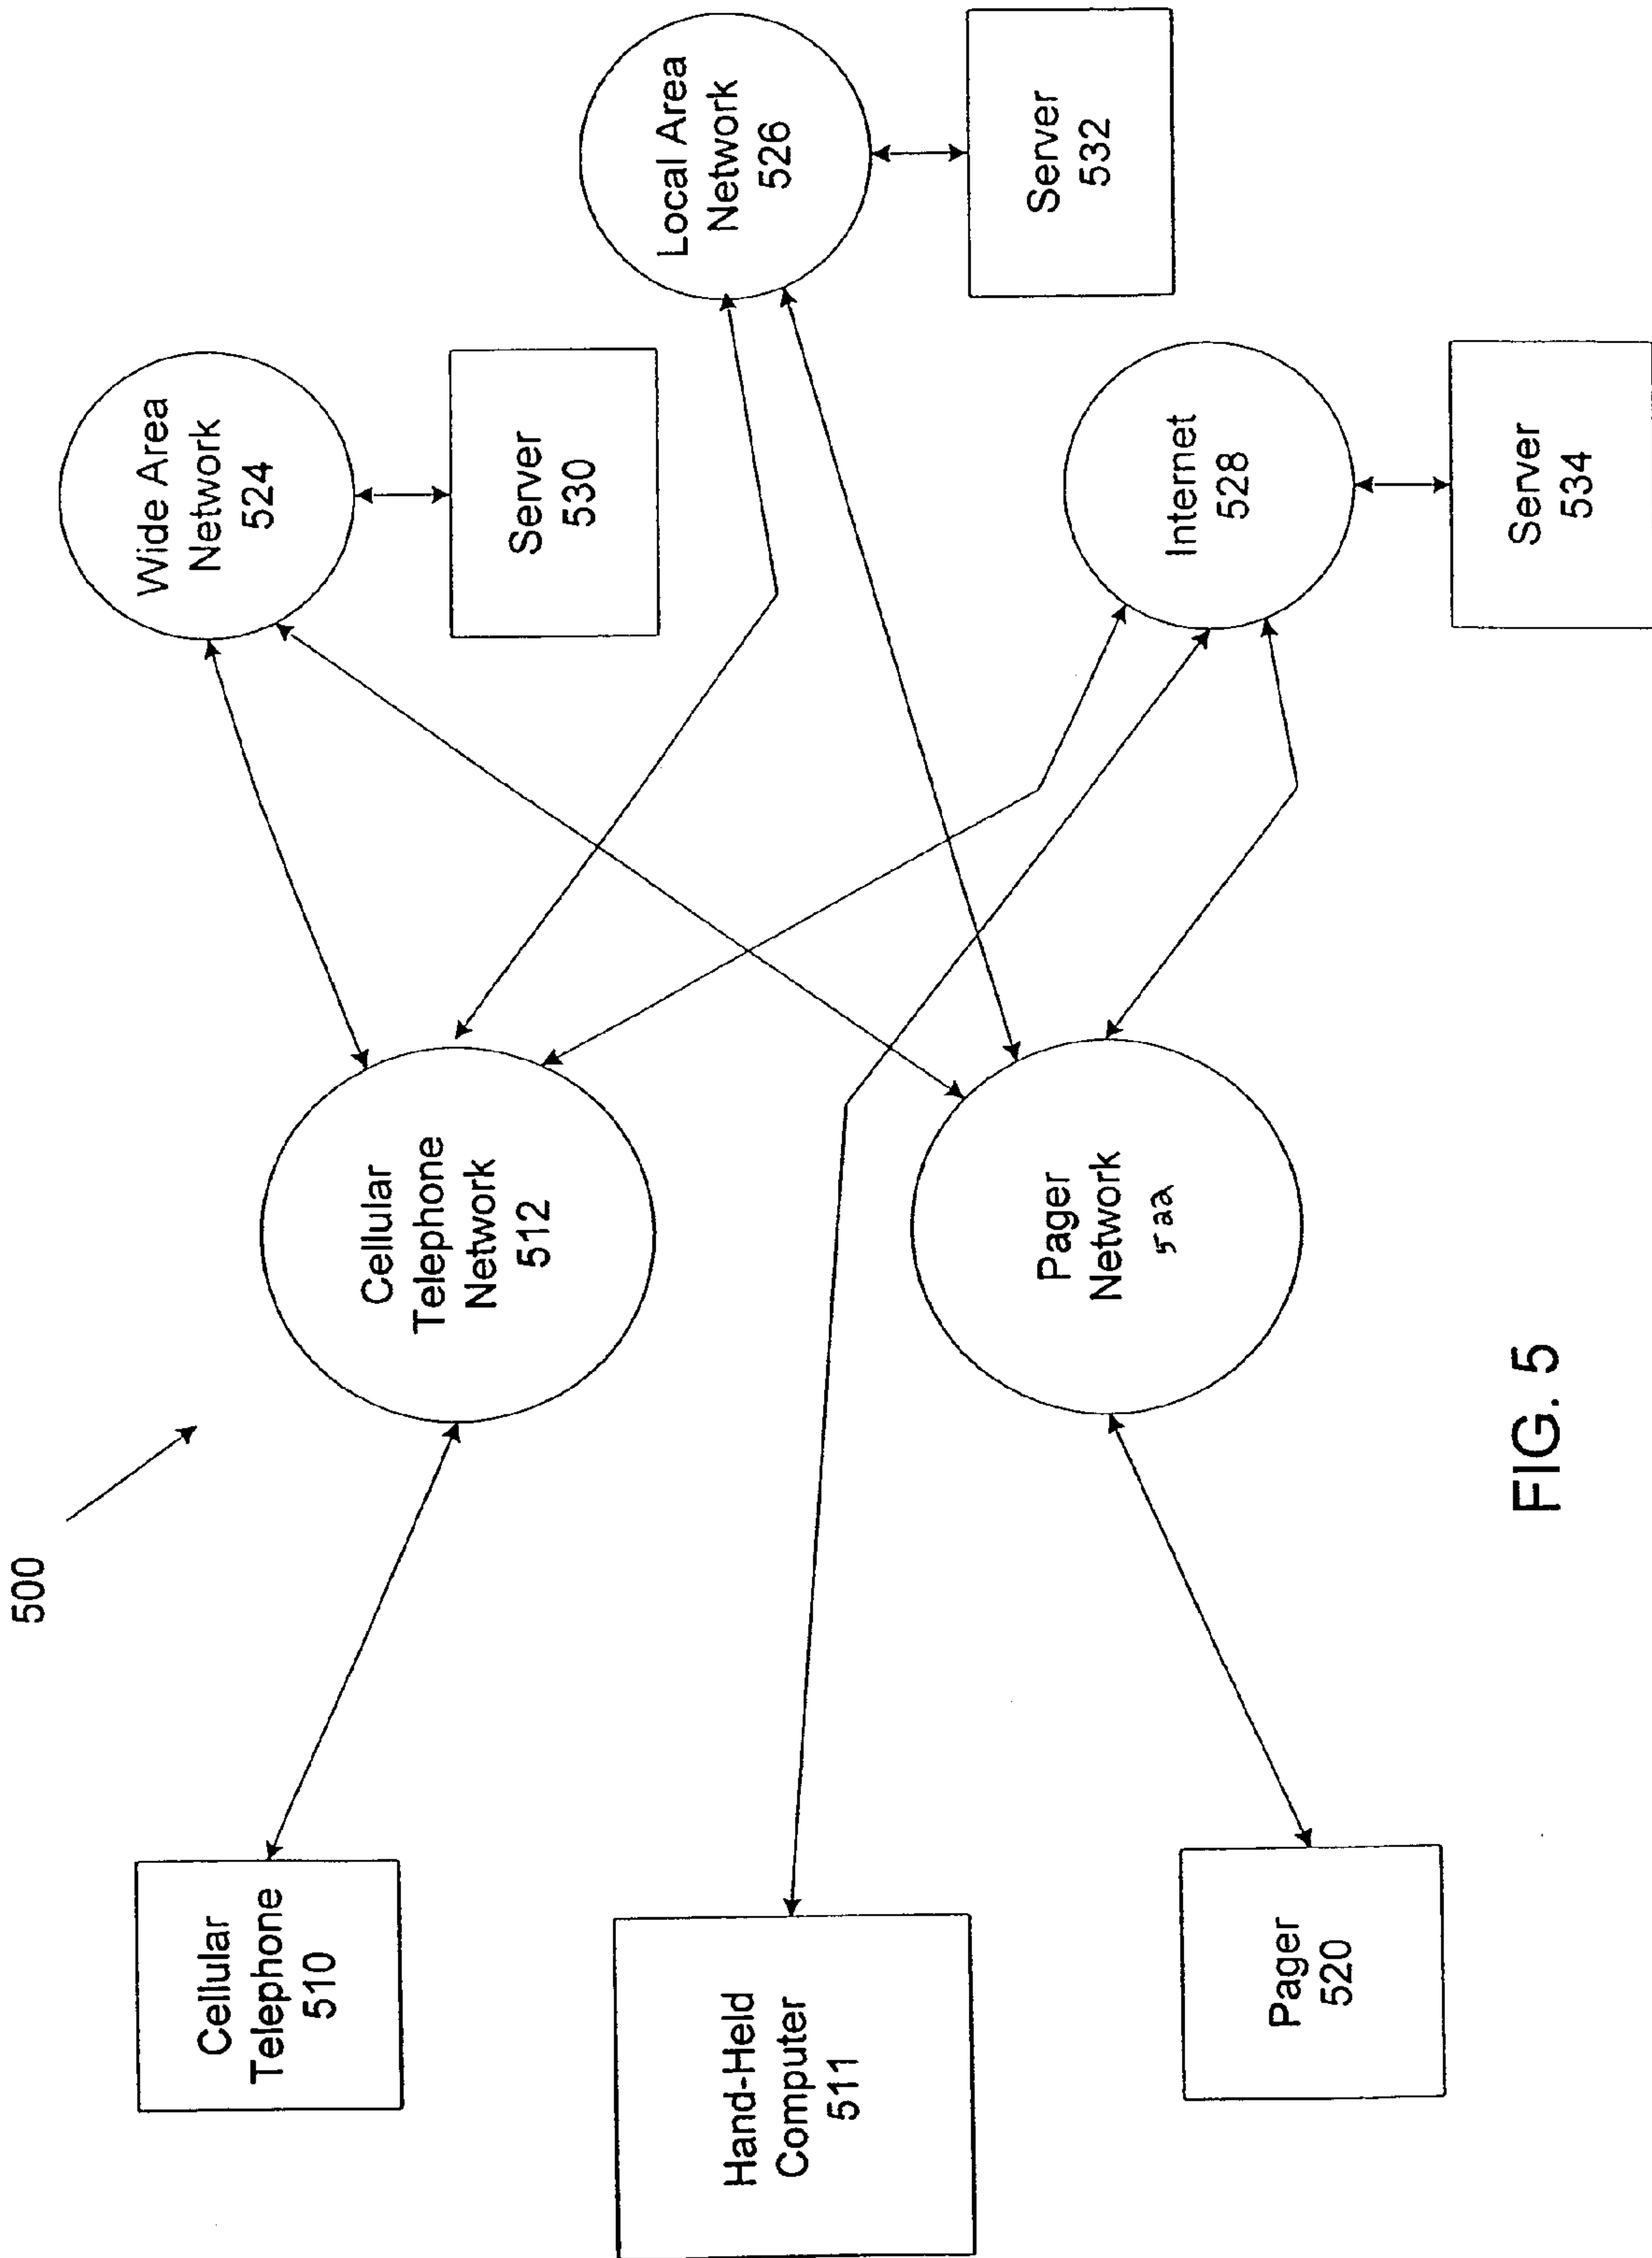 500
Cellular
Telephone
510
Hand-Held
Computer
511
Pager
520
Cellular
Telephone
Network
512
Pager
Network
522
Wide Area
Network
524
Server
530
Local Area
Network
526
Server
532
Internet
528
Server
534
FIG. 5